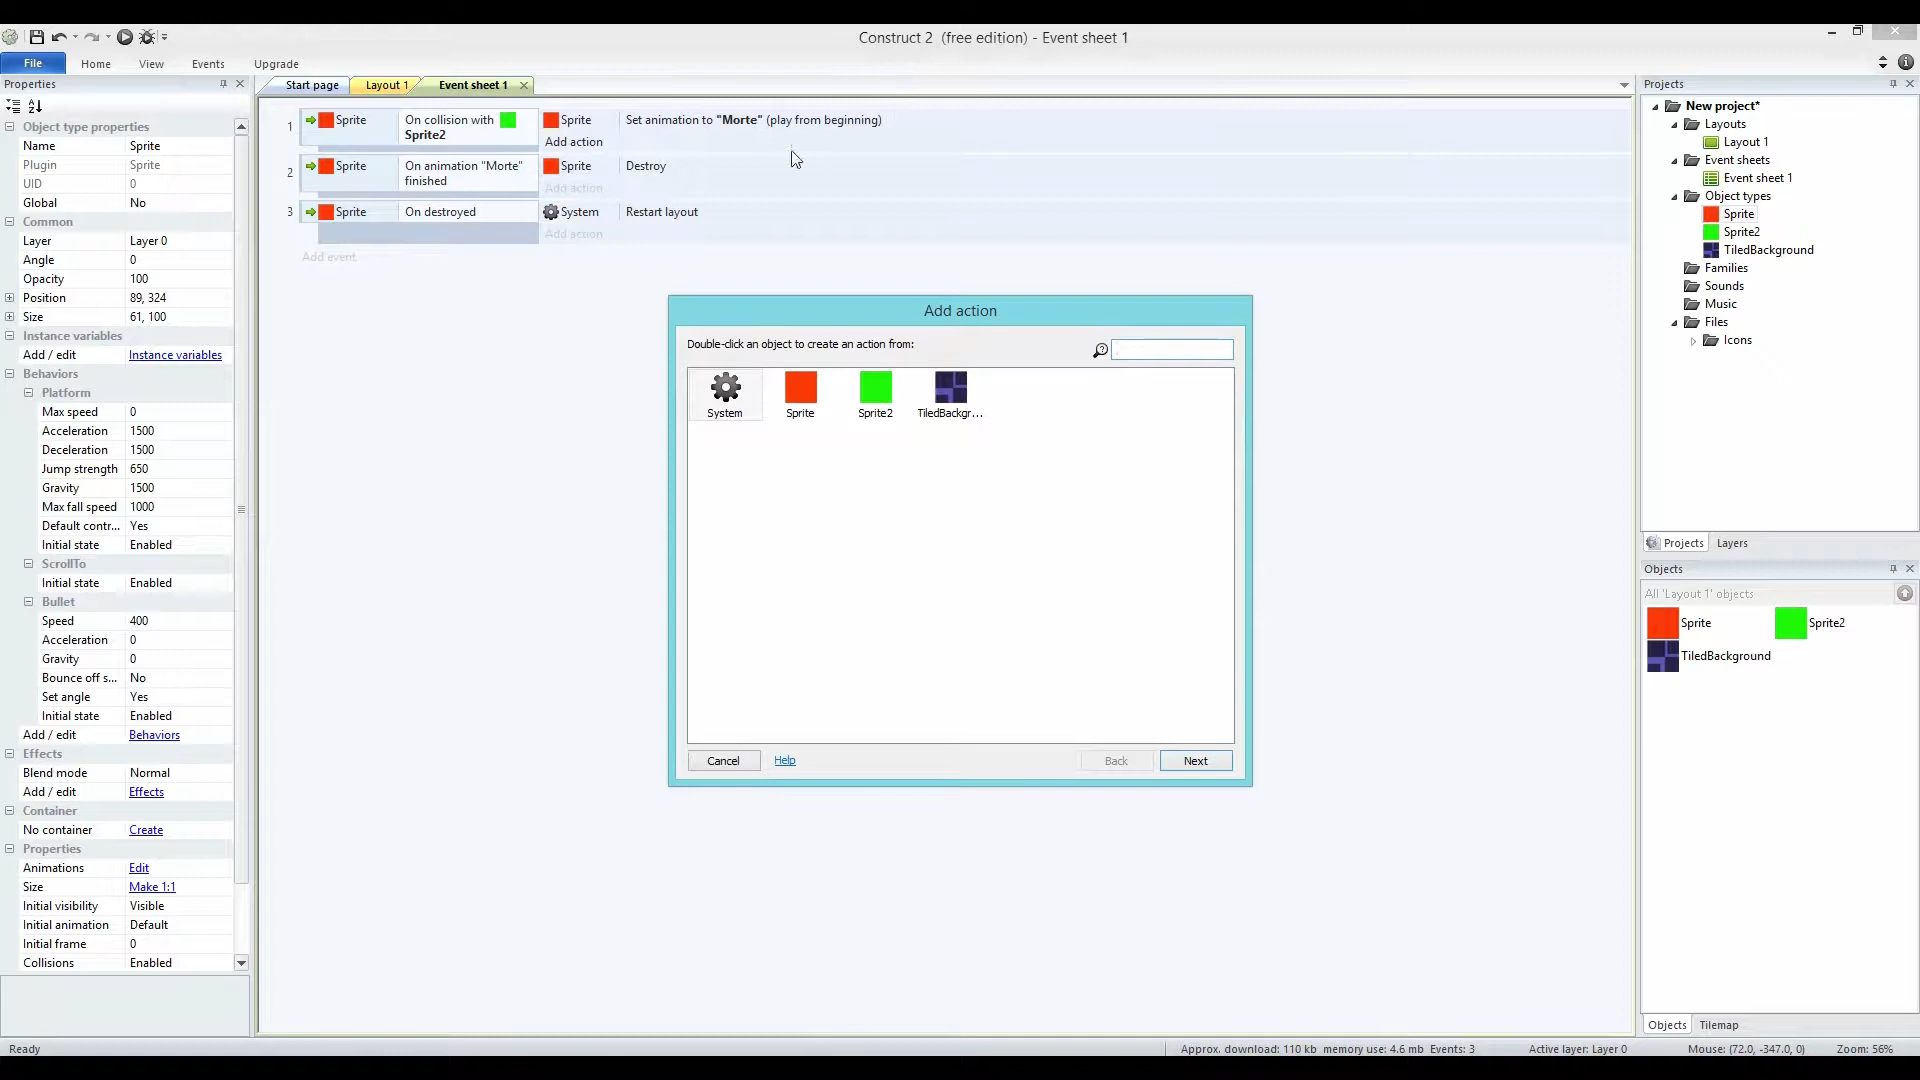 Construct 2 (free edition) - Event sheet 1
File Home View Events Upgrade
Properties
Object type properties
Name Sprite
Plugin Sprite
UID 0
Global No
Common
Layer Layer 0
Angle 0
Opacity 100
Position 89, 324
Size 61, 100
Instance variables
Add / edit Instance variables
Behaviors
Platform
Max speed 0
Acceleration 1500
Deceleration 1500
Jump strength 650
Gravity 1500
Max fall speed 1000
Default contr... Yes
Initial state Enabled
ScrollTo
Initial state Enabled
Bullet
Speed 400
Acceleration 0
Gravity 0
Bounce off s... No
Set angle Yes
Initial state Enabled
Add / edit Behaviors
Effects
Blend mode Normal
Add / edit Effects
Container
No container Create
Properties
Animations Edit
Size Make 1:1
Initial visibility Visible
Initial animation Default
Initial frame 0
Collisions Enabled
Start page Layout 1 Event sheet 1
1 Sprite On collision with Sprite Set animation to "Morte" (play from beginning)
Sprite2 Add action
2 Sprite On animation "Morte" Sprite Destroy
finished Add action
3 Sprite On destroyed System Restart layout
Add action
Add event
Add action
Double-click an object to create an action from:
System Sprite Sprite2 TiledBackgr...
Cancel Help Back Next
Projects
New project*
Layouts
Layout 1
Event sheets
Event sheet 1
Object types
Sprite
Sprite2
TiledBackground
Families
Sounds
Music
Files
Icons
Projects Layers
Objects
All 'Layout 1' objects
Sprite Sprite2
TiledBackground
Objects Tilemap
Ready Approx. download: 110 kb memory use: 4.6 mb Events: 3 Active layer: Layer 0 Mouse: (72.0, -347.0, 0) Zoom: 56%